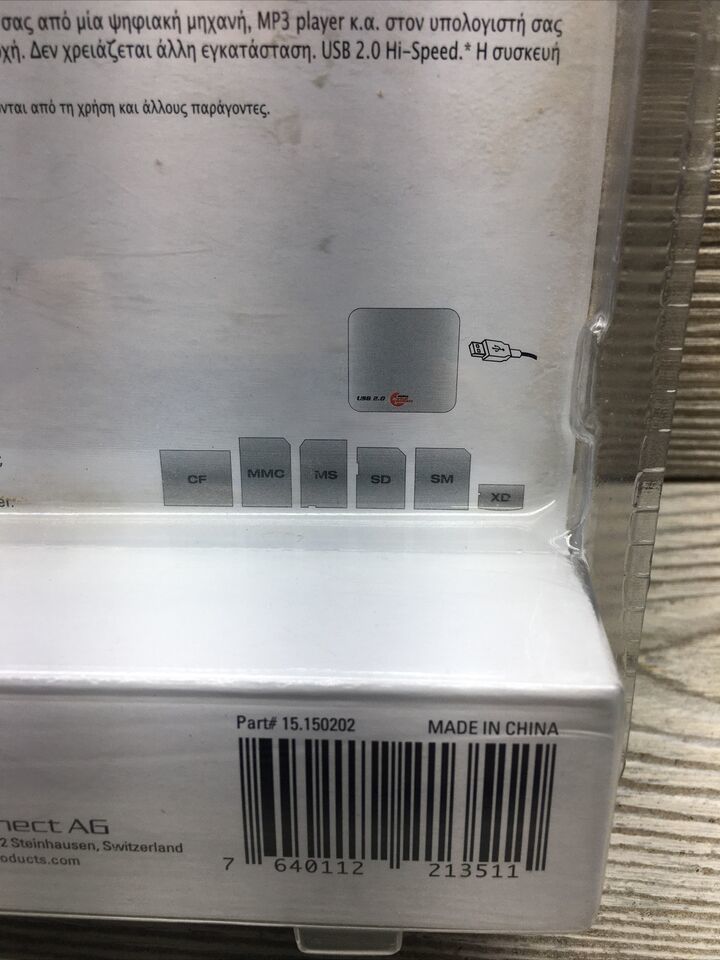 σας από μία ψηφιακή μηχανή, MP3 player κ.α. στον υπολογιστή σας
χή. Δεν χρειάζεται άλλη εγκατάσταση. USB 2.0 Hi-Speed.* Η συσκευή
νται από τη χρήση και άλλους παράγοντες.
USB 2.0
CF MMC MS SD SM XD
er.
Part# 15.150202 MADE IN CHINA
nect AG
2 Steinhausen, Switzerland
oducts.com
7 640112 213511